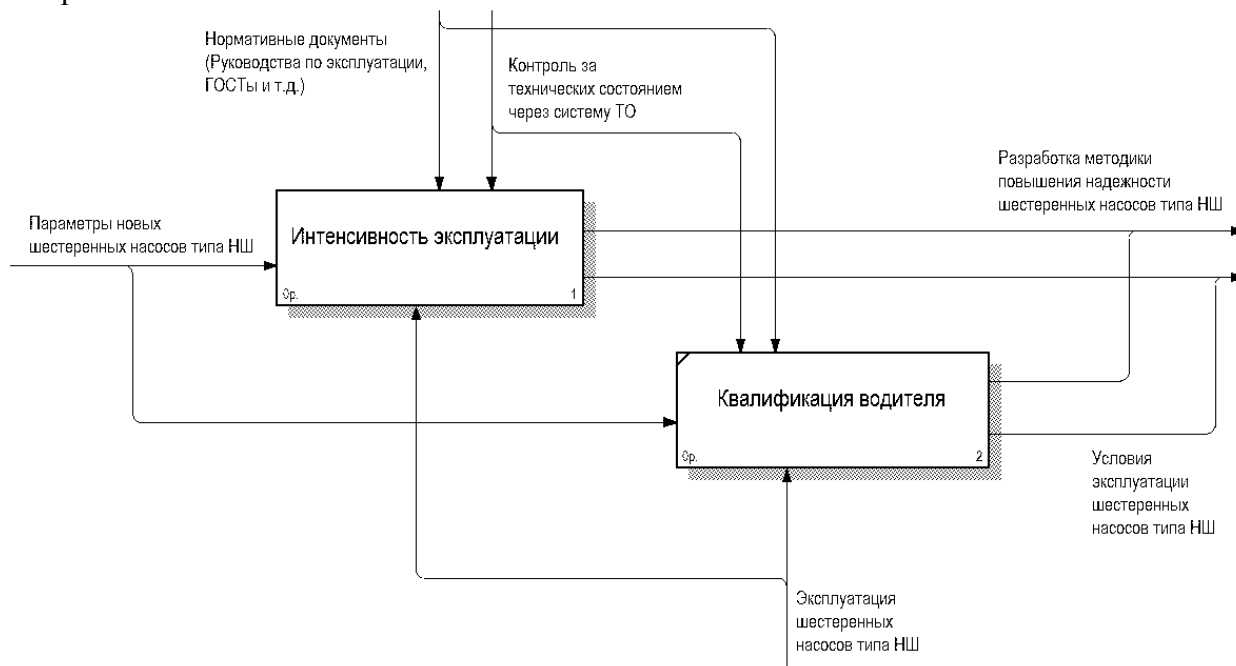 Нормативные документы
(Руководства по эксплуатации,
ГОСТы и т.д.)
Контроль за
технических состоянием
через систему ТО
Разработка методики
повышения надежности
шестеренных насосов типа НШ
Параметры новых
шестеренных насосов типа НШ
Интенсивность эксплуатации
0р.
1
Квалификация водителя
0р.
2
Условия
эксплуатации
шестеренных
насосов типа НШ
Эксплуатация
шестеренных
насосов типа НШ